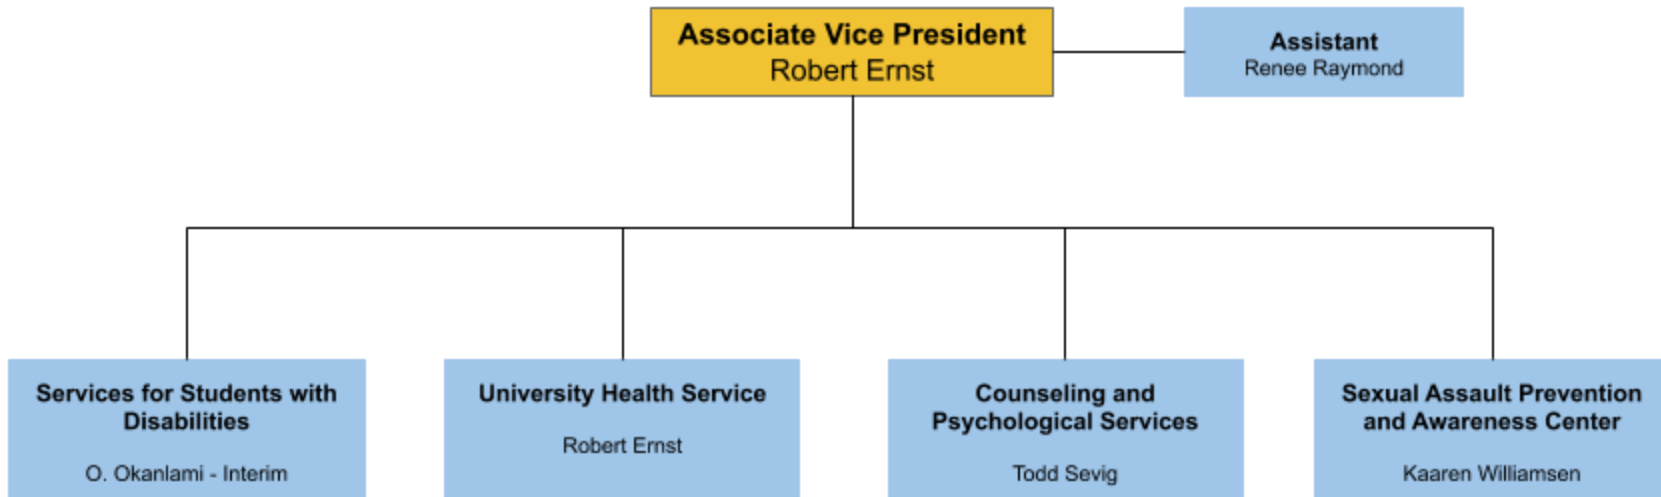 Associate Vice President
Robert Ernst
Assistant
Renee Raymond
Services for Students with
Disabilities
O. Okanlami - Interim
University Health Service
Robert Ernst
Counseling and
Psychological Services
Todd Sevig
Sexual Assault Prevention
and Awareness Center
Kaaren Williamsen